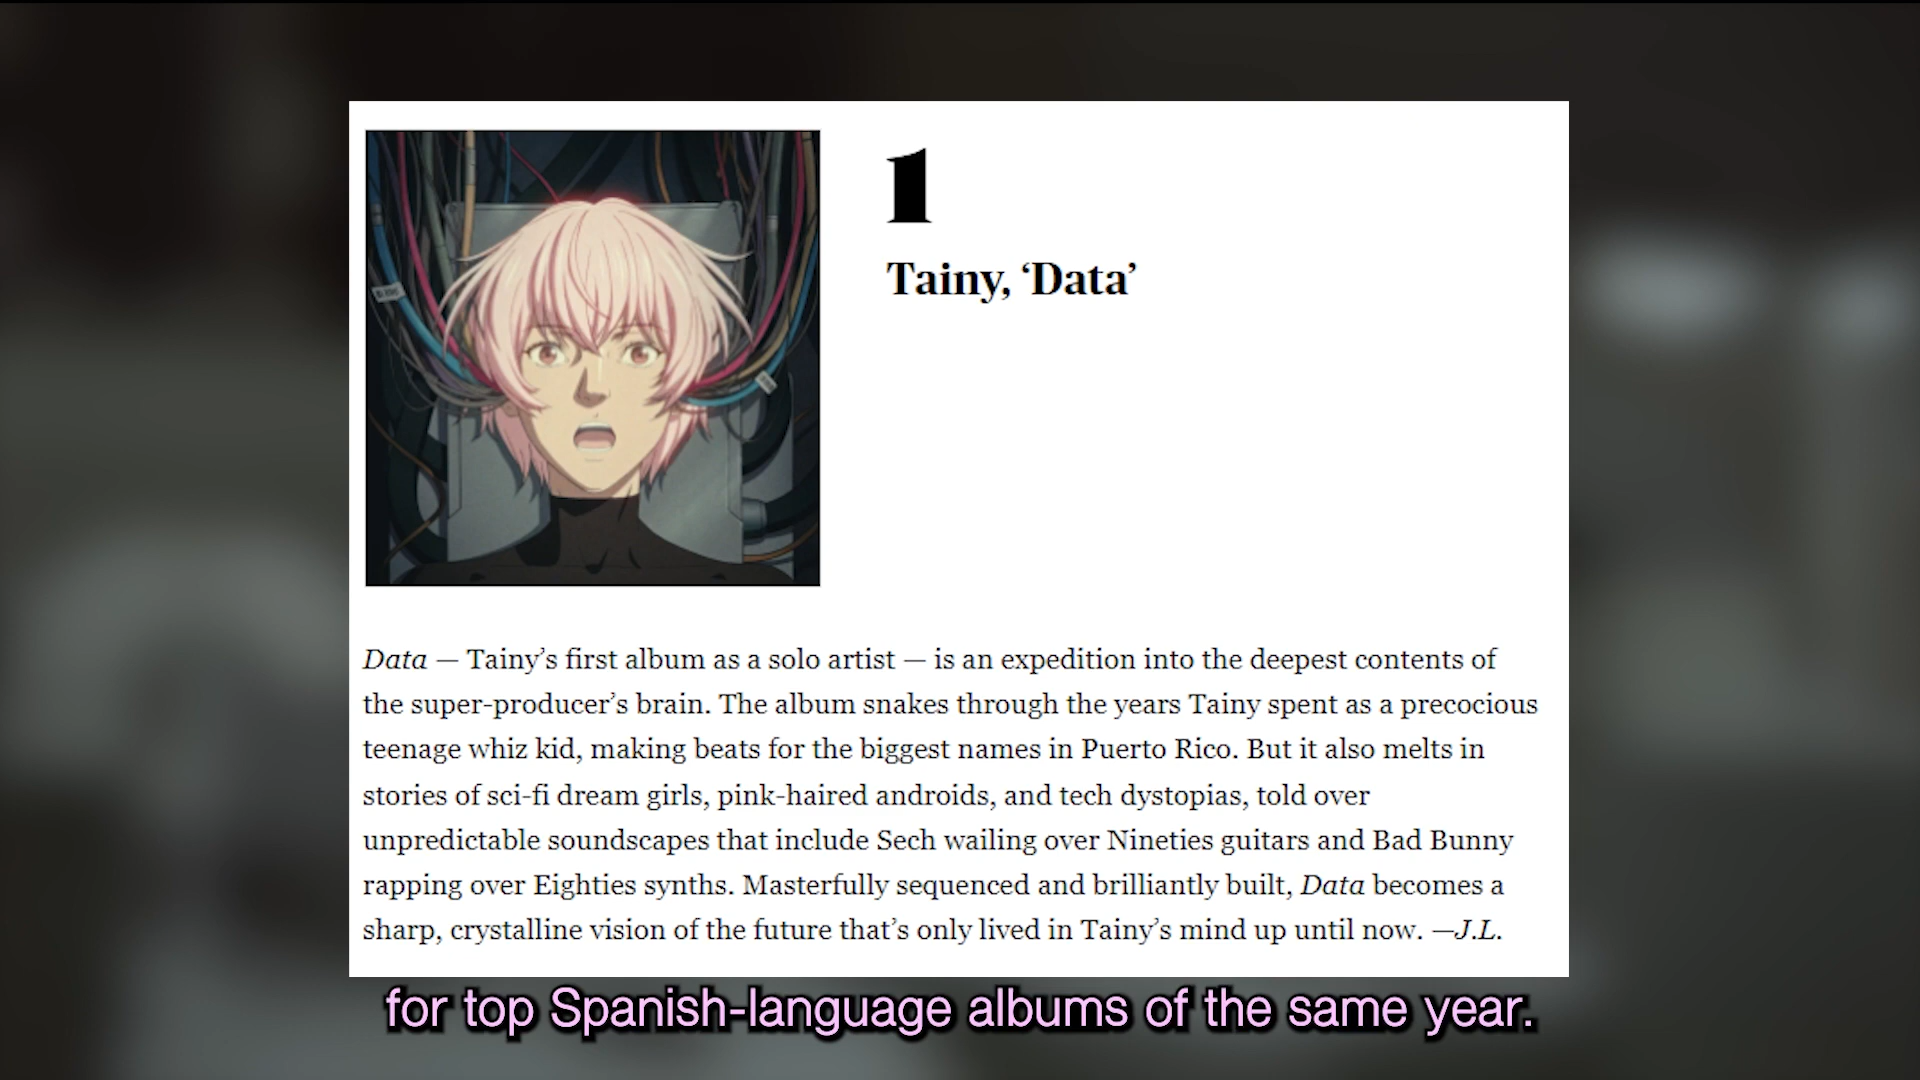 1
Tainy, ‘Data’
Data — Tainy’s first album as a solo artist — is an expedition into the deepest contents of
the super-producer’s brain. The album snakes through the years Tainy spent as a precocious
teenage whiz kid, making beats for the biggest names in Puerto Rico. But it also melts in
stories of sci-fi dream girls, pink-haired androids, and tech dystopias, told over
unpredictable soundscapes that include Sech wailing over Nineties guitars and Bad Bunny
rapping over Eighties synths. Masterfully sequenced and brilliantly built, Data becomes a
sharp, crystalline vision of the future that’s only lived in Tainy’s mind up until now. —J.L.
for top Spanish-language albums of the same year.